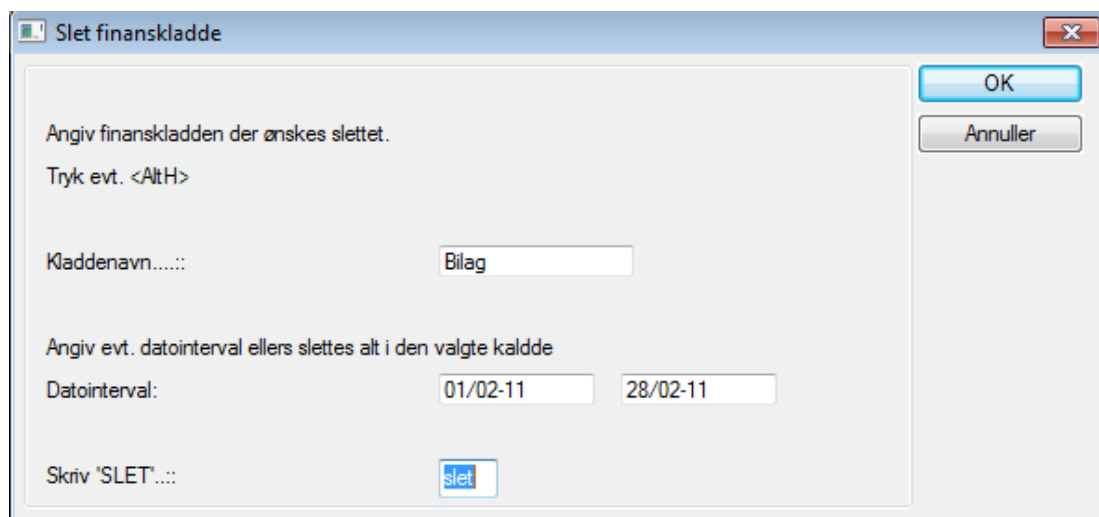 Slet finanskladde
OK
Angiv finanskladden der ønskes slettet.
Annuller
Tryk evt. <AltH>
Kladdenavn....:: Bilag
Angiv evt. datointerval ellers slettes alt i den valgte kaldde
Datointerval: 01/02-11 28/02-11
Skriv 'SLET'..:: slet